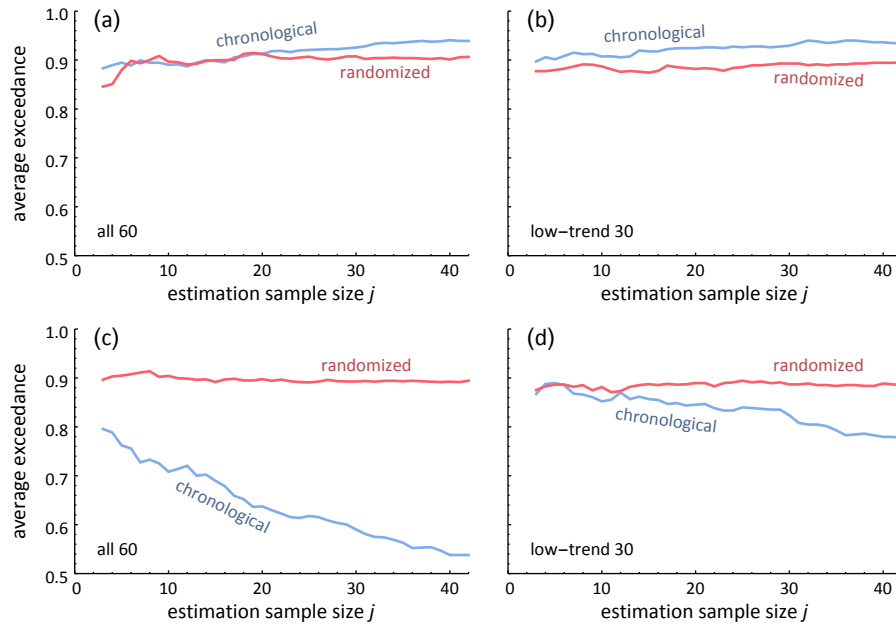 (a)
chronological
randomized
all 60
average exceedance
1.0
0.9
0.8
0.7
0.6
0.5
0
10
20
30
40
estimation sample size j
(b)
chronological
randomized
low–trend 30
0
10
20
30
40
estimation sample size j
(c)
randomized
chronological
all 60
average exceedance
1.0
0.9
0.8
0.7
0.6
0.5
0
10
20
30
40
estimation sample size j
(d)
randomized
chronological
low–trend 30
0
10
20
30
40
estimation sample size j